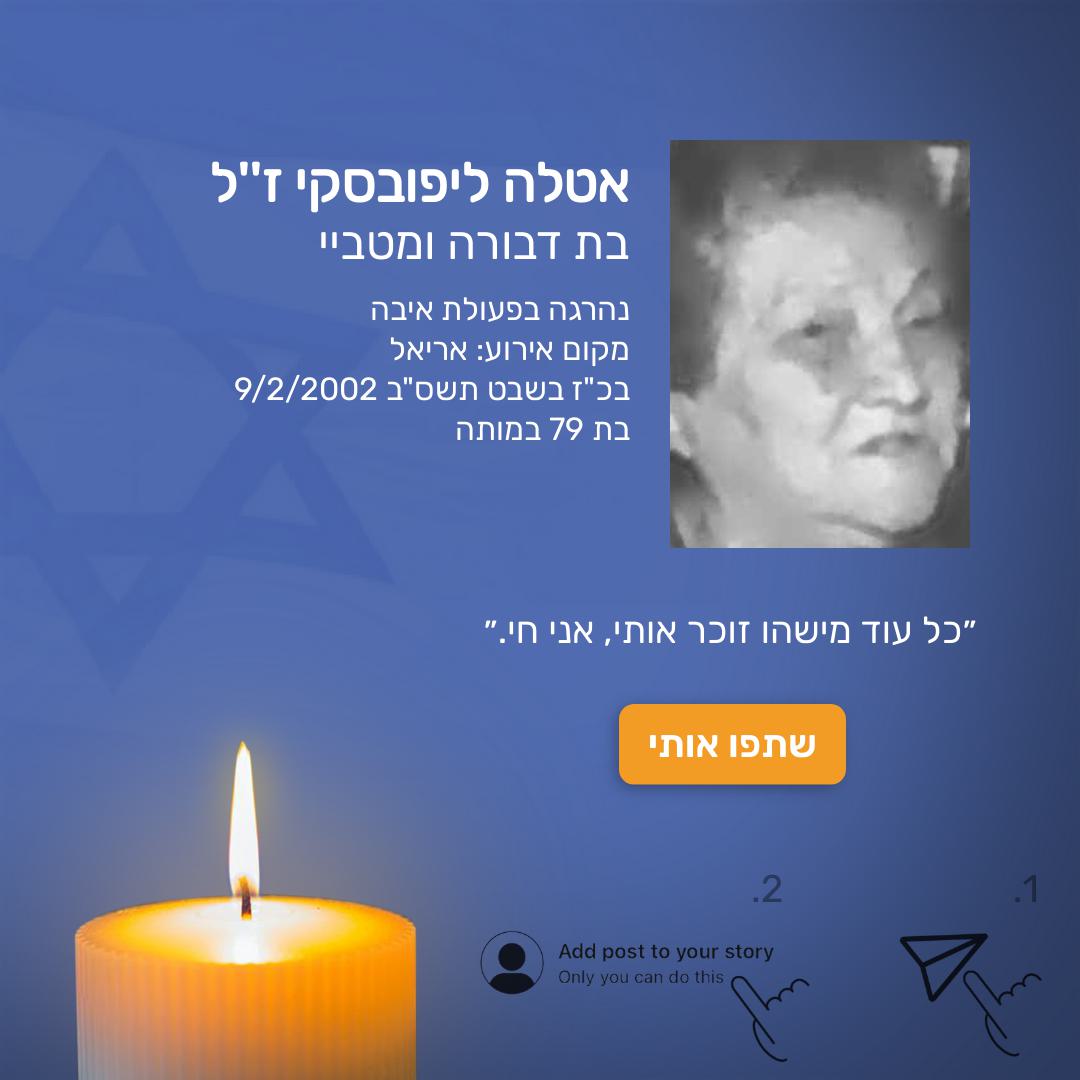 אטלה ליפובסקי ז"ל
בת דבורה ומטביי
נהרגה בפעולת איבה
מקום אירוע: אריאל
בכ"ז בשבט תשס"ב 9/2/2002
בת 79 במותה
״כל עוד מישהו זוכר אותי, אני חי.״
שתפו אותי
1.
2.
Add post to your story
Only you can do this